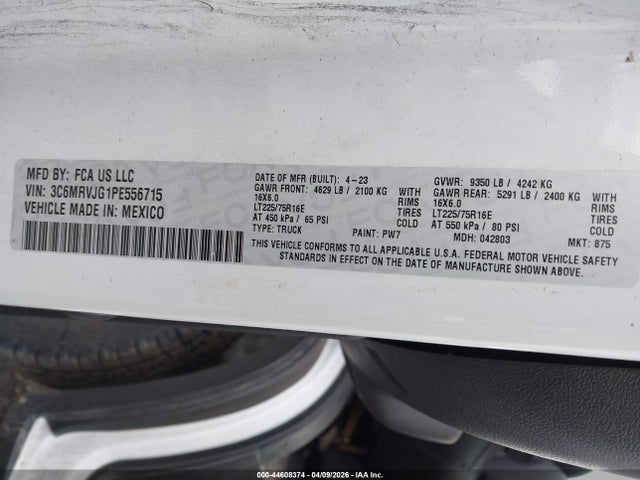 MFD BY: FCA US LLC
VIN: 3C6MRVJG1PE556715
VEHICLE MADE IN: MEXICO
DATE OF MFR (BUILT): 4-23
GAWR FRONT: 4629 LB / 2100 KG WITH
16X6.0 RIMS
LT225/75R16E TIRES
AT 450 kPa / 65 PSI COLD
TYPE: TRUCK PAINT: PW7
GVWR: 9350 LB / 4242 KG
GAWR REAR: 5291 LB / 2400 KG WITH
16X6.0 RIMS
LT225/75R16E TIRES
AT 550 kPa / 80 PSI COLD
MDH: 042803 MKT: 875
THIS VEHICLE CONFORMS TO ALL APPLICABLE U.S.A. FEDERAL MOTOR VEHICLE SAFETY
STANDARDS IN EFFECT ON THE DATE OF MANUFACTURE SHOWN ABOVE.
000-44608374 | 04/09/2026 | IAA Inc.